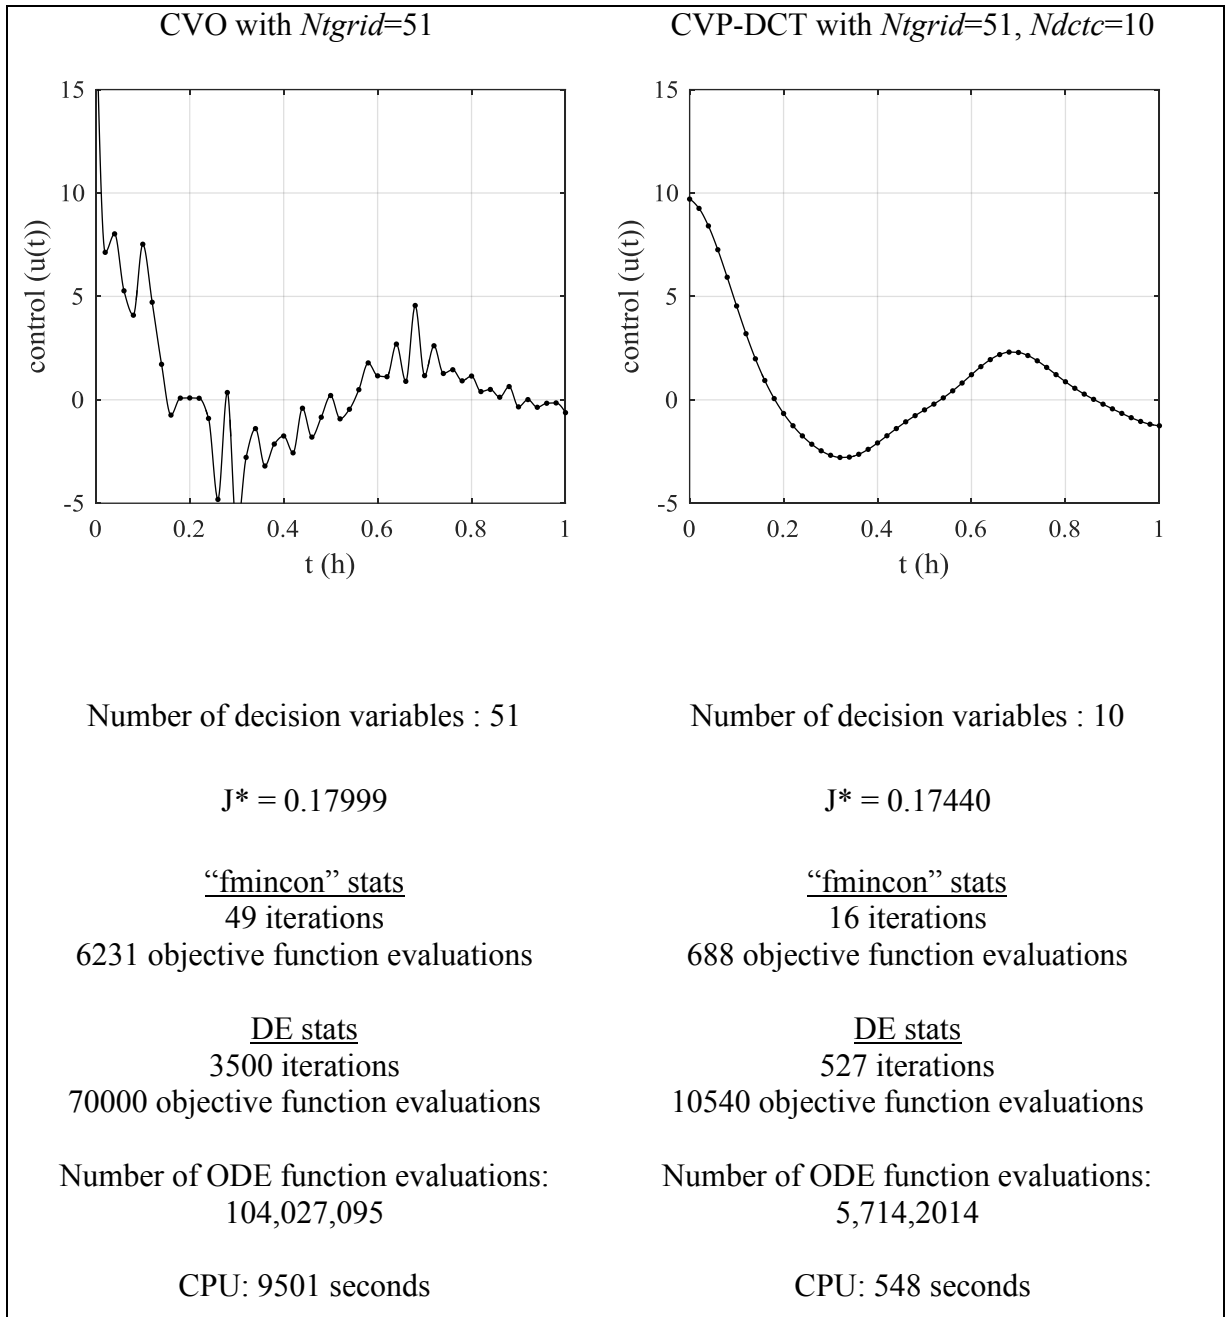 CVO with Ntgrid=51
15
10
5
0
-5
control (u(t))
0 0.2 0.4 0.6 0.8 1
t (h)
Number of decision variables : 51
J* = 0.17999
“fmincon” stats
49 iterations
6231 objective function evaluations
DE stats
3500 iterations
70000 objective function evaluations
Number of ODE function evaluations:
104,027,095
CPU: 9501 seconds
CVP-DCT with Ntgrid=51, Ndctc=10
15
10
5
0
-5
control (u(t))
0 0.2 0.4 0.6 0.8 1
t (h)
Number of decision variables : 10
J* = 0.17440
“fmincon” stats
16 iterations
688 objective function evaluations
DE stats
527 iterations
10540 objective function evaluations
Number of ODE function evaluations:
5,714,2014
CPU: 548 seconds